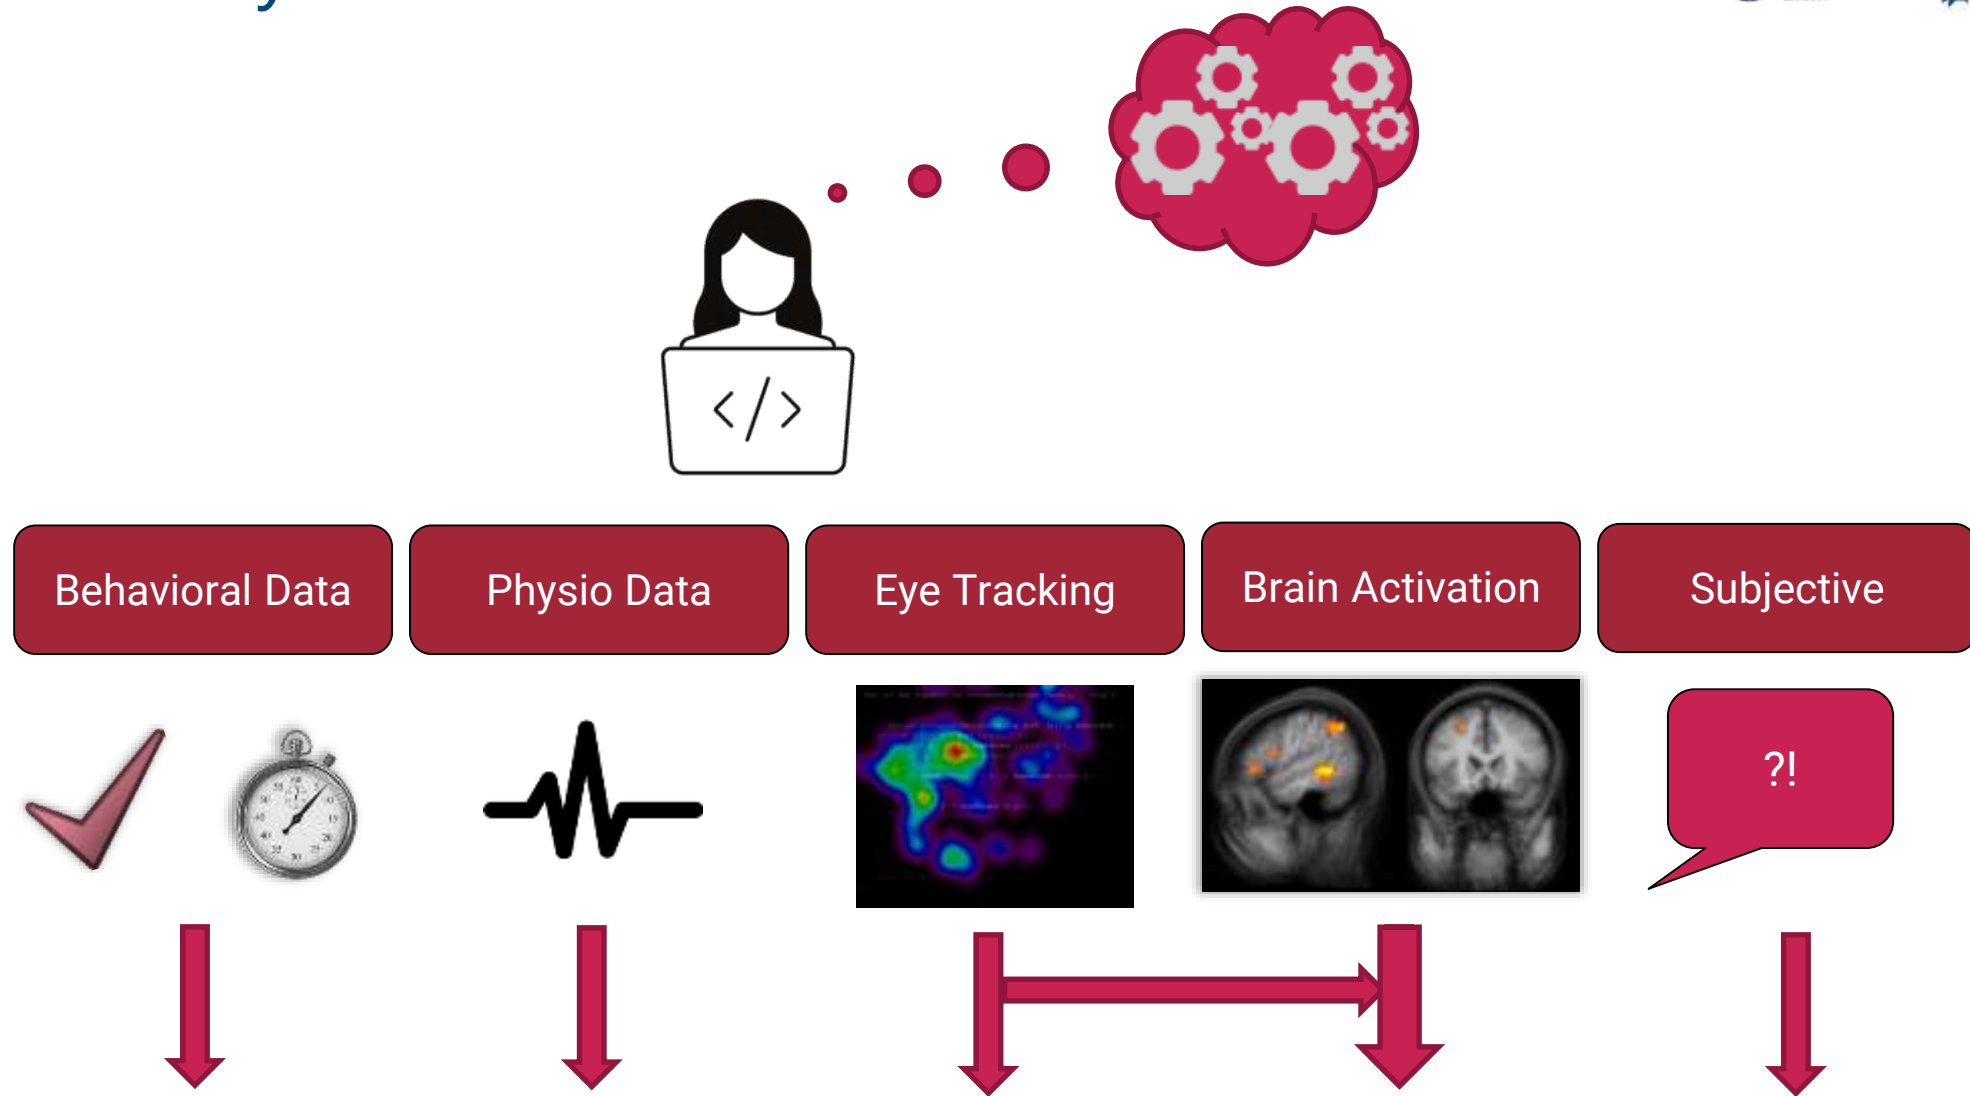 </>
Behavioral Data
Physio Data
Eye Tracking
Brain Activation
Subjective
?!